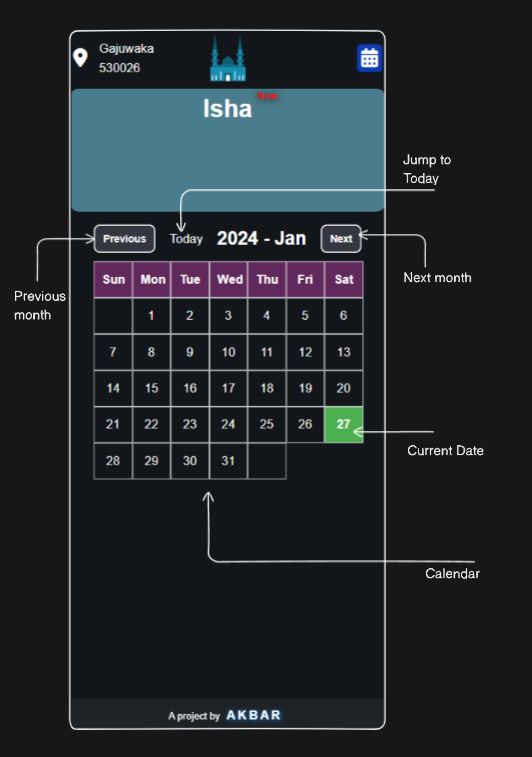 Gajuwaka
530026
Isha Now
Jump to
Today
Previous Today 2024 - Jan Next
Next month
Previous
month
Sun Mon Tue Wed Thu Fri Sat
1 2 3 4 5 6
7 8 9 10 11 12 13
14 15 16 17 18 19 20
21 22 23 24 25 26 27
Current Date
28 29 30 31
Calendar
A project by AKBAR